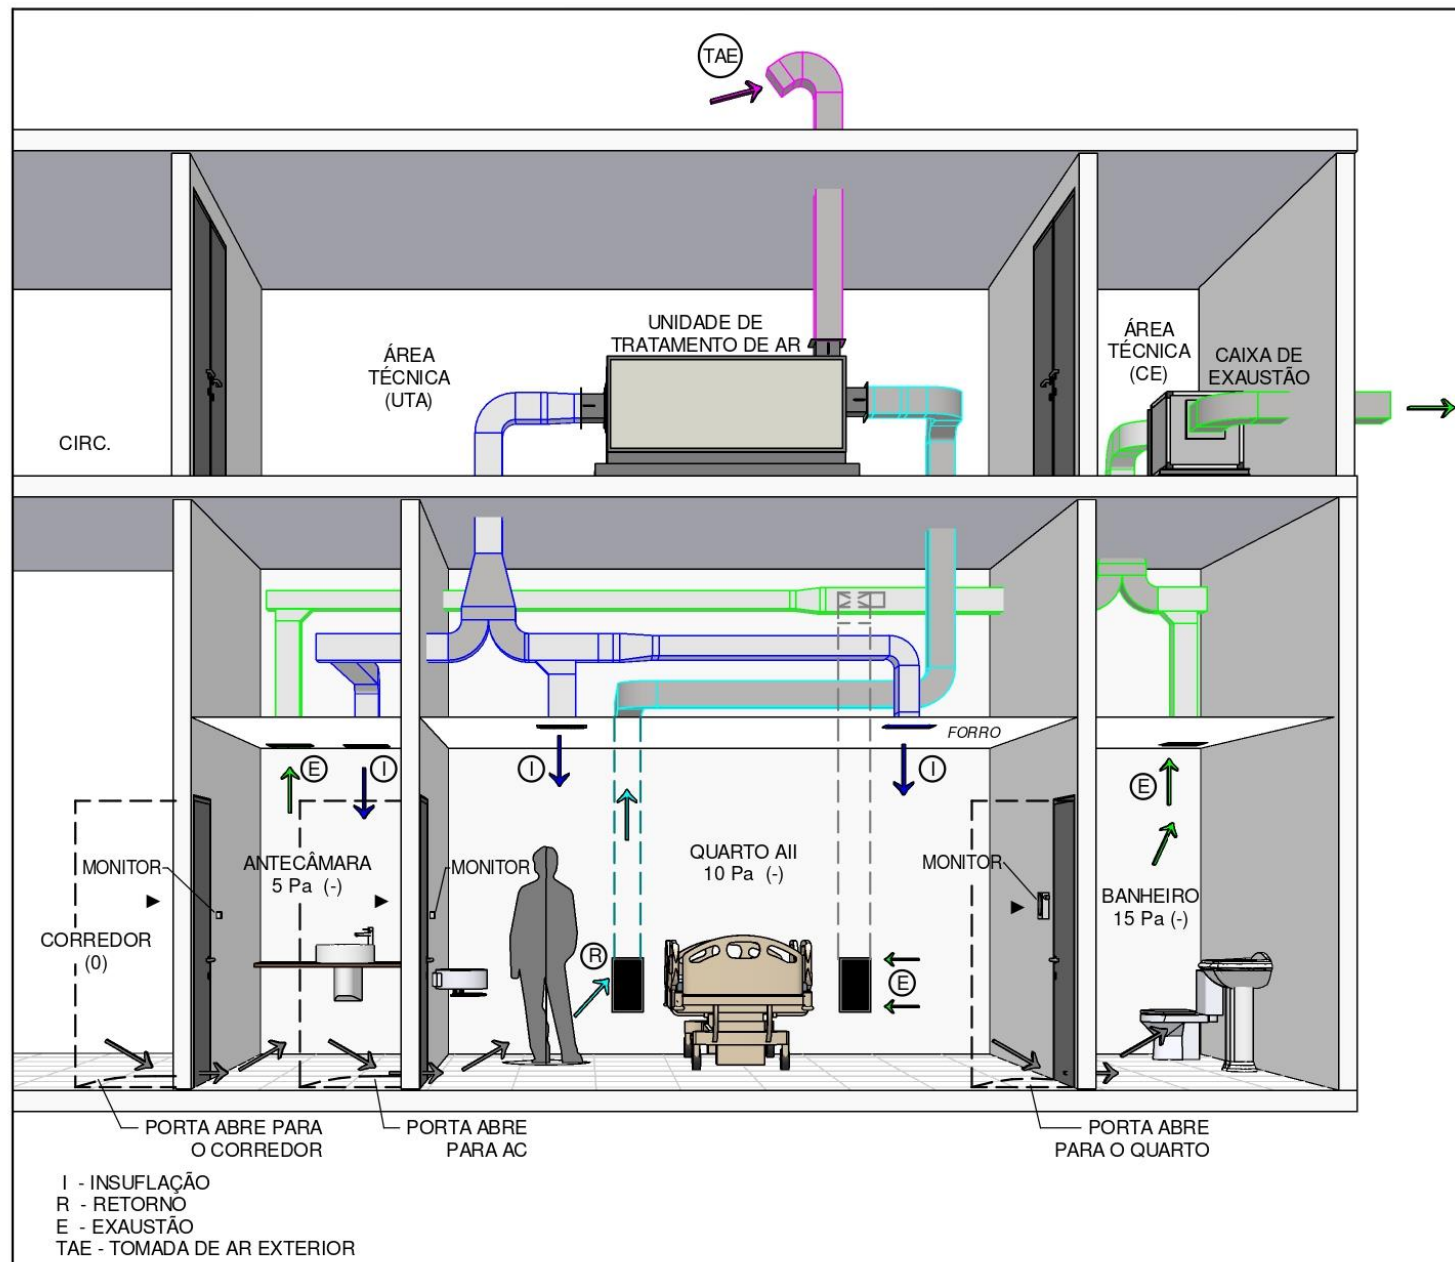 TAE
UNIDADE DE
TRATAMENTO DE AR
ÁREA
TÉCNICA
(UTA)
ÁREA
TÉCNICA
(CE)
CAIXA DE
EXAUSTÃO
CIRC.
FORRO
E
I
I
I
E
MONITOR
ANTECÂMARA
5 Pa (-)
MONITOR
QUARTO AII
10 Pa (-)
MONITOR
BANHEIRO
15 Pa (-)
CORREDOR
(0)
R
E
PORTA ABRE PARA
O CORREDOR
PORTA ABRE
PARA AC
PORTA ABRE
PARA O QUARTO
I - INSUFLAÇÃO
R - RETORNO
E - EXAUSTÃO
TAE - TOMADA DE AR EXTERIOR